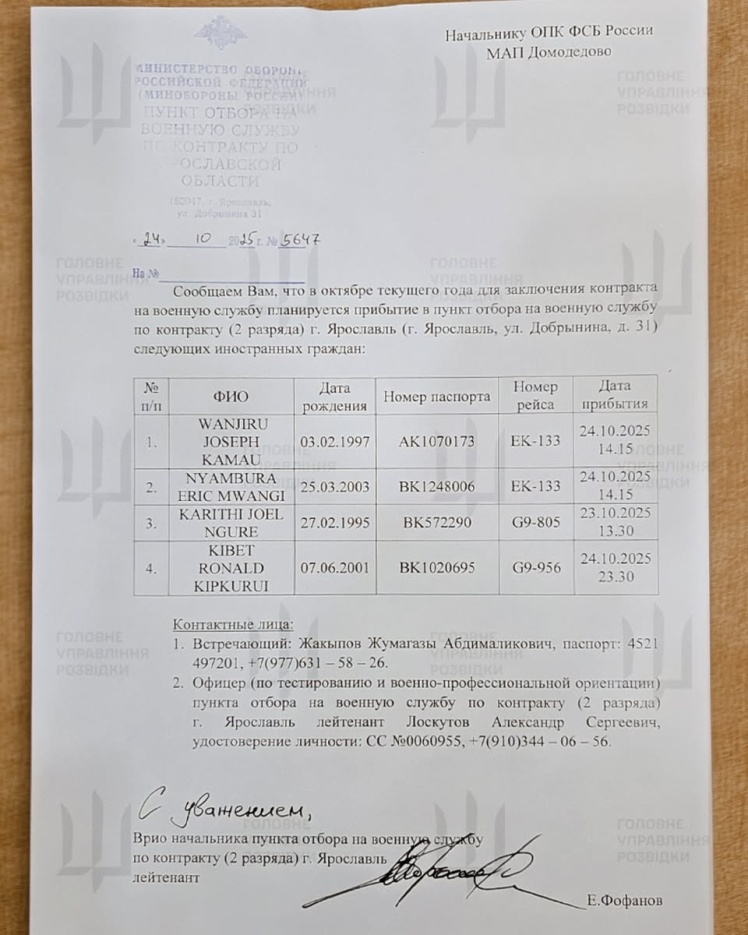 Начальнику ОПК ФСБ России
МАП Домодедово
МИНИСТЕРСТВО ОБОРОНЫ
РОССИЙСКОЙ ФЕДЕРАЦИИ
(МИНОБОРОНЫ РОССИИ)
ПУНКТ ОТБОРА НА
ВОЕННУЮ СЛУЖБУ
ПО КОНТРАКТУ ПО
ЯРОСЛАВСКОЙ
ОБЛАСТИ
г. Ярославль,
ул. Добрынина 31
«24» 10 2025 г. № 5647
На №
Сообщаем Вам, что в октябре текущего года для заключения контракта
на военную службу планируется прибытие в пункт отбора на военную службу
по контракту (2 разряда) г. Ярославль (г. Ярославль, ул. Добрынина, д. 31)
следующих иностранных граждан:
№ п/п ФИО Дата рождения Номер паспорта Номер рейса Дата прибытия
1. WANJIRU JOSEPH KAMAU 03.02.1997 AK1070173 EK-133 24.10.2025 14.15
2. NYAMBURA ERIC MWANGI 25.03.2003 BK1248006 EK-133 24.10.2025 14.15
3. KARITHI JOEL NGURE 27.02.1995 BK572290 G9-805 23.10.2025 13.30
4. KIBET RONALD KIPKURUI 07.06.2001 BK1020695 G9-956 24.10.2025 23.30
Контактные лица:
1. Встречающий: Жакыпов Жумагазы Абдималикович, паспорт: 4521
497201, +7(977)631 – 58 – 26.
2. Офицер (по тестированию и военно-профессиональной ориентации)
пункта отбора на военную службу по контракту (2 разряда)
г. Ярославль лейтенант Лоскутов Александр Сергеевич,
удостоверение личности: СС №0060955, +7(910)344 – 06 – 56.
С уважением,
Врио начальника пункта отбора на военную службу
по контракту (2 разряда) г. Ярославль
лейтенант
Е.Фофанов
ГОЛОВНЕ
УПРАВЛІННЯ
РОЗВІДКИ